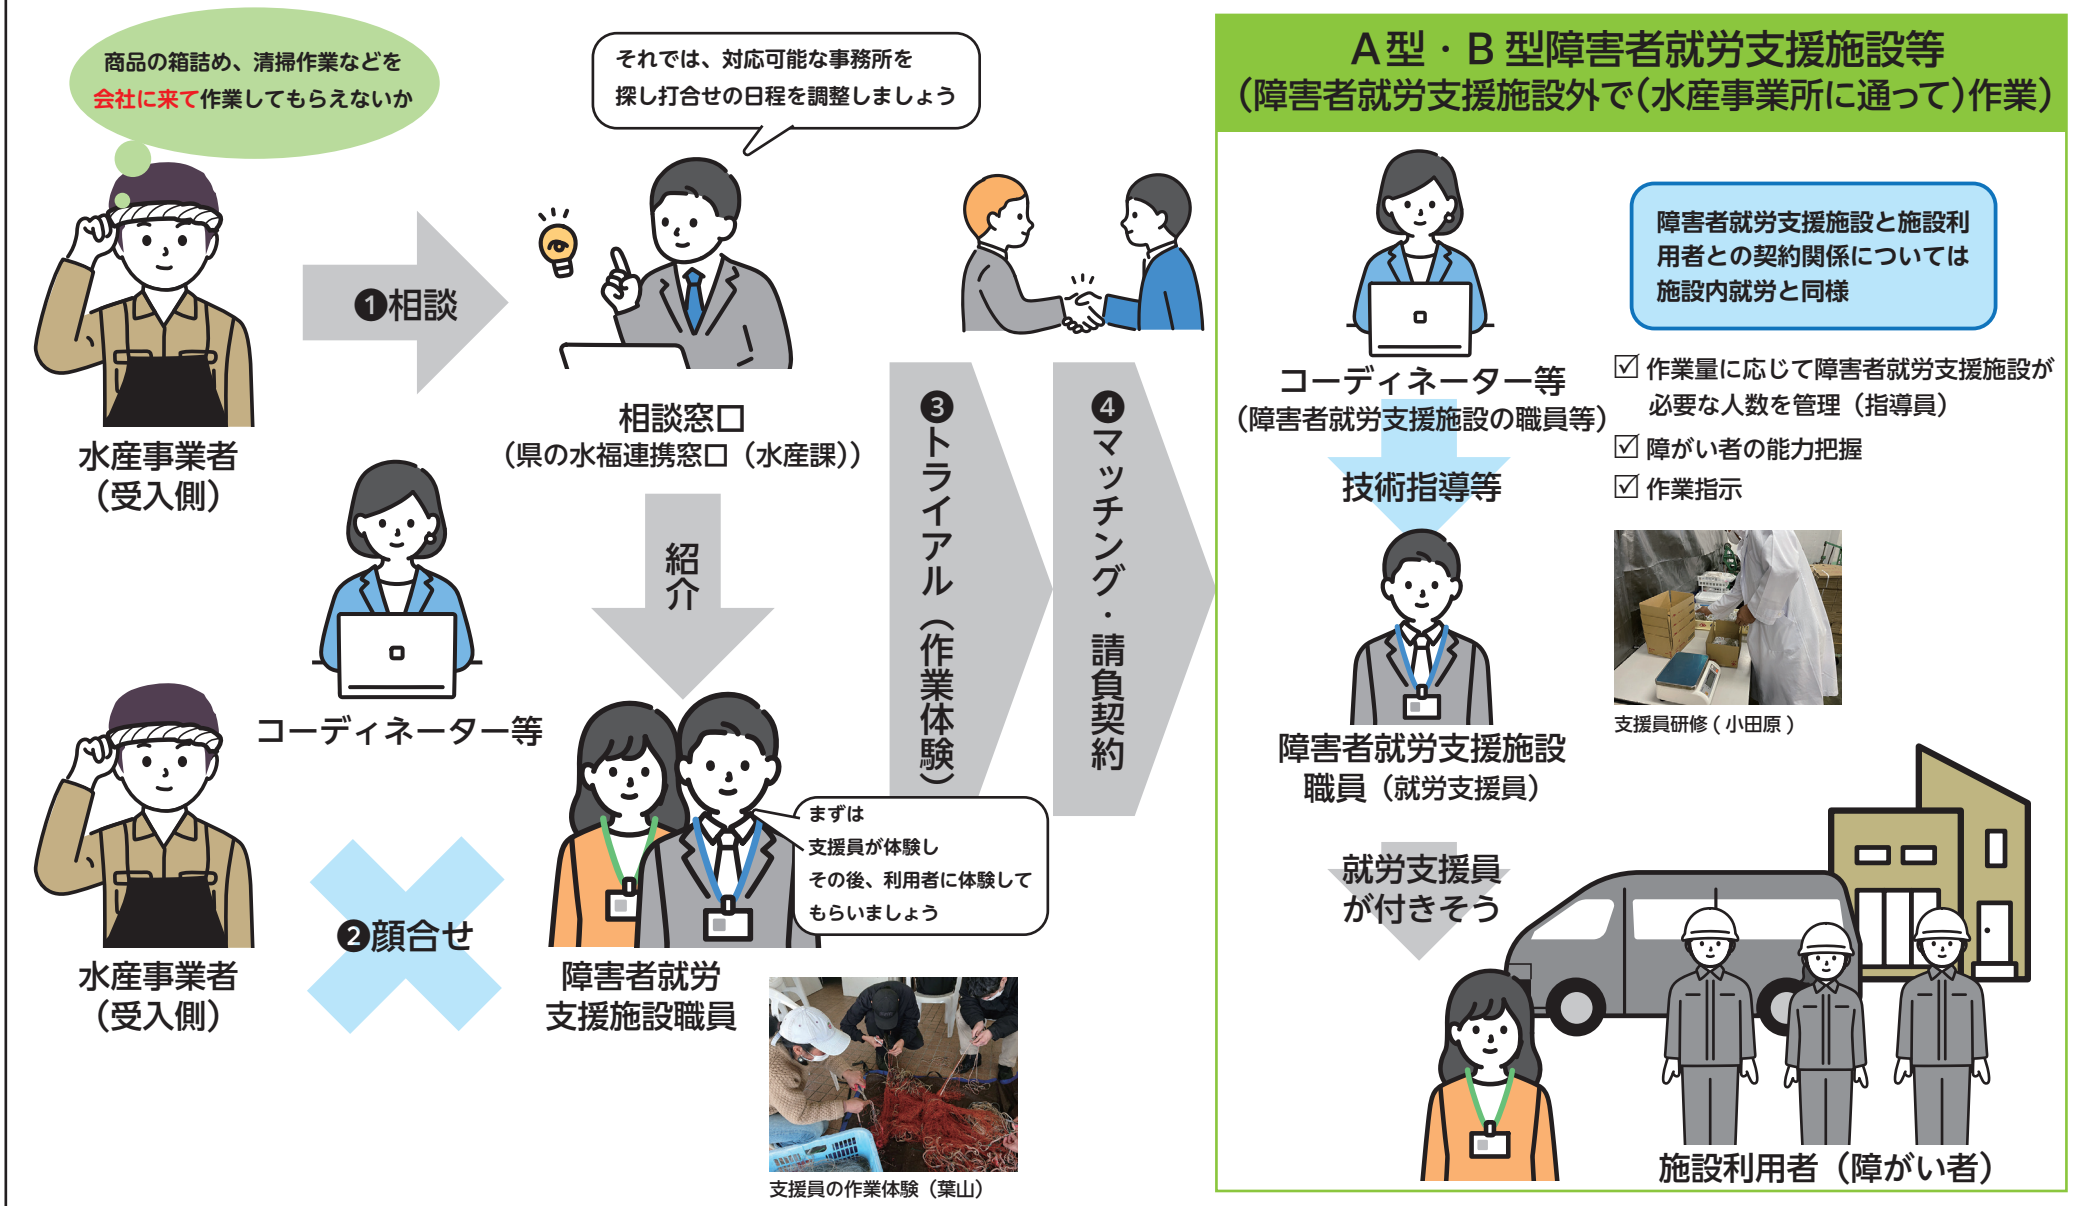 商品の箱詰め、清掃作業などを
会社に来て作業してもらえないか
それでは、対応可能な事務所を
探し打合せの日程を調整しましょう
❶相談
水産事業者
（受入側）
相談窓口
（県の水福連携窓口（水産課））
紹介
コーディネーター等
水産事業者
（受入側）
❷顔合せ
障害者就労
支援施設職員
まずは
支援員が体験し
その後、利用者に体験して
もらいましょう
支援員の作業体験（葉山）
❸トライアル（作業体験）
❹マッチング・請負契約
A型・B型障害者就労支援施設等
（障害者就労支援施設外で（水産事業所に通って）作業）
コーディネーター等
（障害者就労支援施設の職員等）
技術指導等
障害者就労支援施設と施設利
用者との契約関係については
施設内就労と同様
☑ 作業量に応じて障害者就労支援施設が
必要な人数を管理（指導員）
☑ 障がい者の能力把握
☑ 作業指示
支援員研修 ( 小田原 )
障害者就労支援施設
職員（就労支援員）
就労支援員
が付きそう
施設利用者（障がい者）